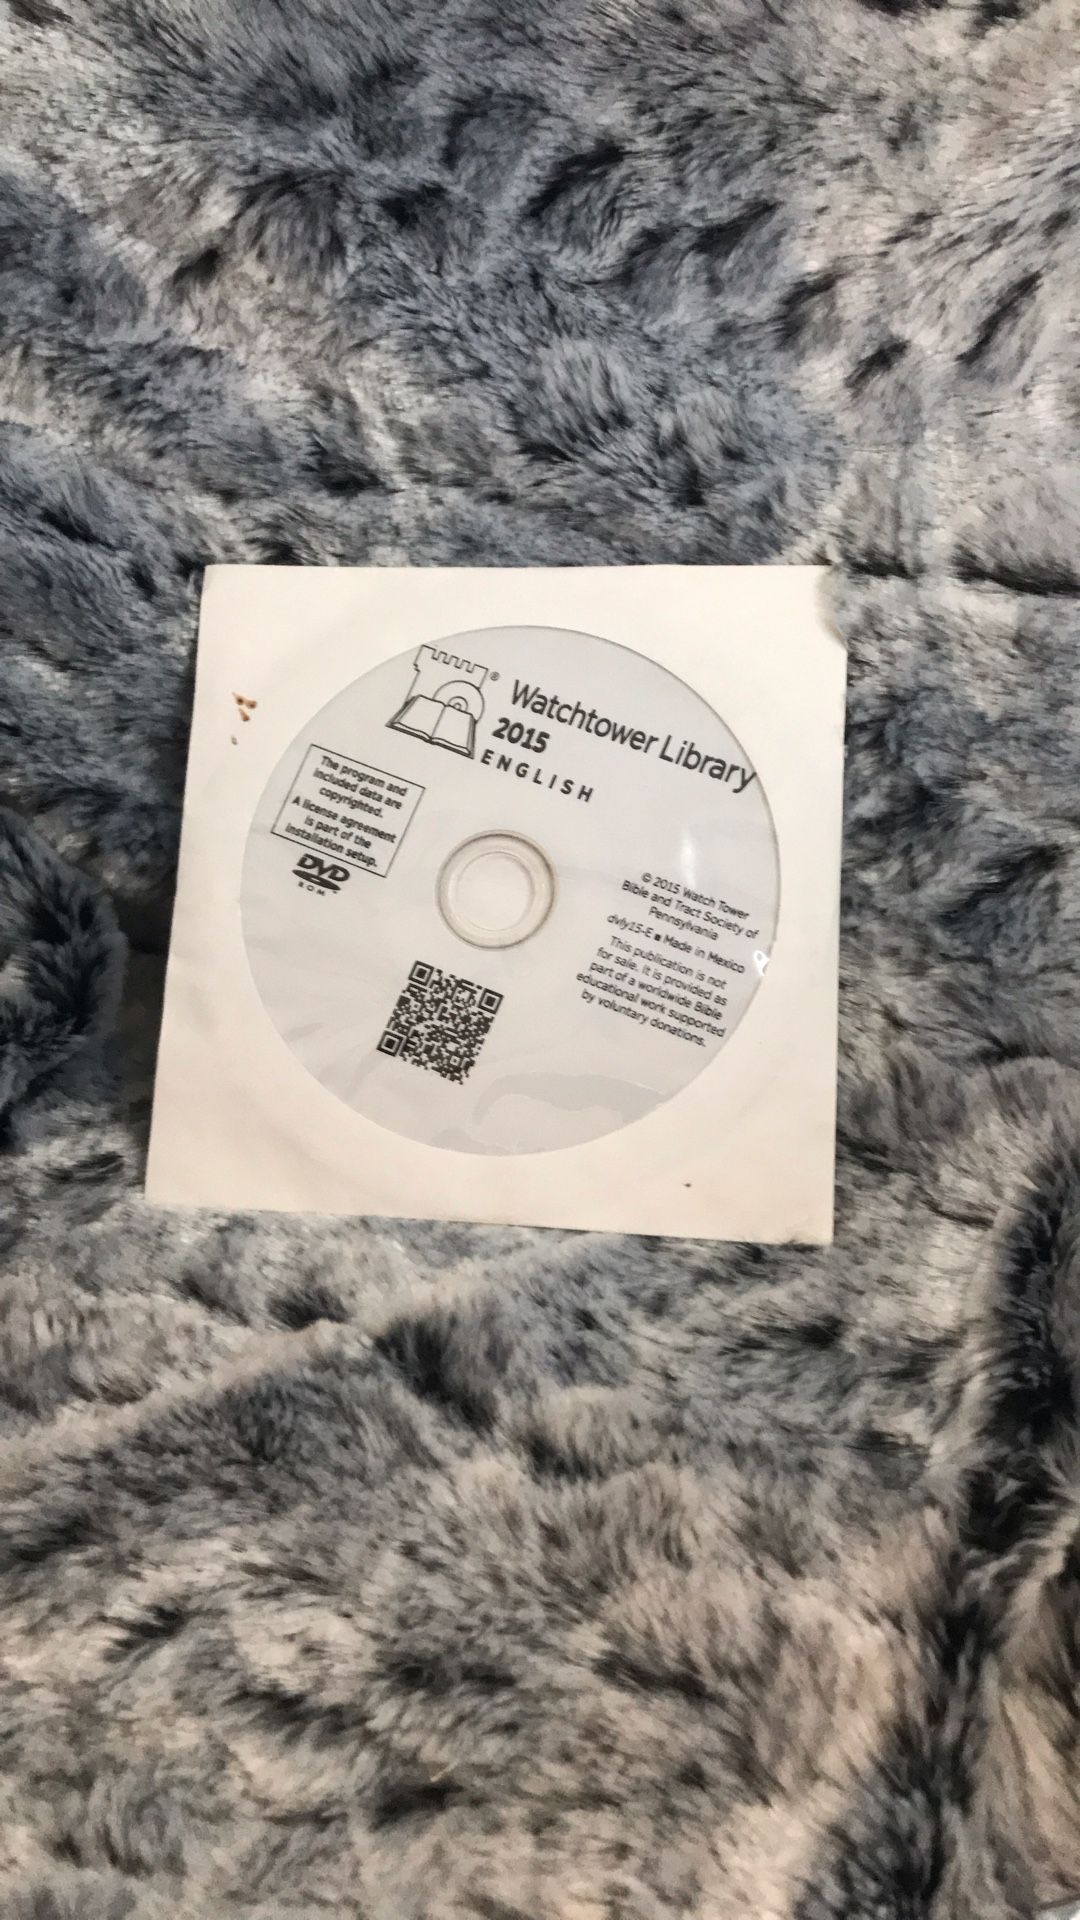 ®
Watchtower Library
2015
ENGLISH
The program and
included data are
copyrighted.
A license agreement
is part of the
installation setup.
DVD
ROM
© 2015 Watch Tower
Bible and Tract Society of
Pennsylvania
dvly15-E ■ Made in Mexico
This publication is not
for sale. It is provided as
part of a worldwide Bible
educational work supported
by voluntary donations.